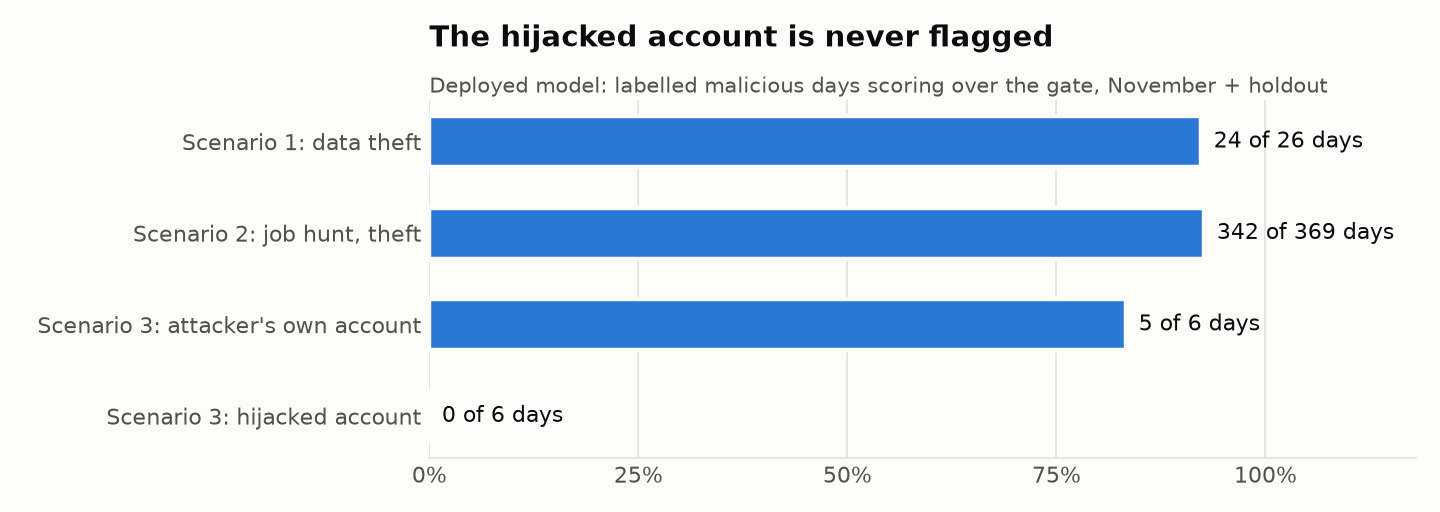 The hijacked account is never flagged
Deployed model: labelled malicious days scoring over the gate, November + holdout
Scenario 1: data theft
24 of 26 days
Scenario 2: job hunt, theft
342 of 369 days
Scenario 3: attacker's own account
5 of 6 days
Scenario 3: hijacked account
0 of 6 days
0%
25%
50%
75%
100%